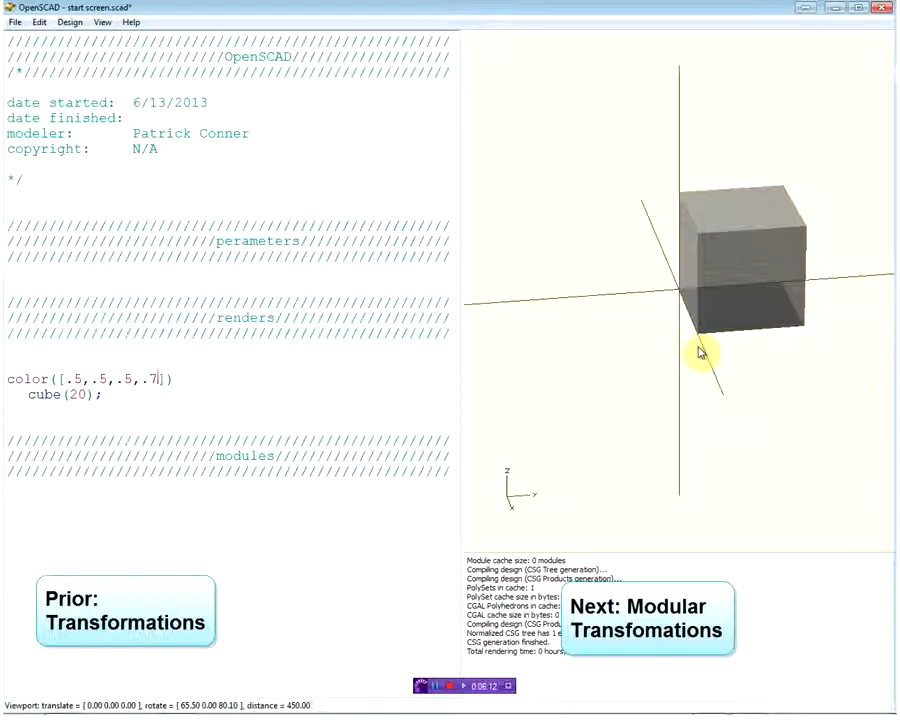 OpenSCAD - start screen.scad*
File Edit Design View Help
////////////////////////////////////////////////////
//////////////////////////OpenSCAD///////////////////
/*//////////////////////////////////////////////////
date started: 6/13/2013
date finished:
modeler: Patrick Conner
copyright: N/A
*/
////////////////////////////////////////////////////
/////////////////////////perameters//////////////////
////////////////////////////////////////////////////
////////////////////////////////////////////////////
/////////////////////////renders/////////////////////
////////////////////////////////////////////////////
color([.5,.5,.5,.7])
cube(20);
////////////////////////////////////////////////////
/////////////////////////modules/////////////////////
////////////////////////////////////////////////////
z
y
x
Module cache size: 0 modules
Compiling design (CSG Tree generation)...
Compiling design (CSG Products generation)...
PolySets in cache: 1
PolySet cache size in bytes:
CGAL Polyhedrons in cache:
CGAL cache size in bytes: 0
Compiling design (CSG Produ
Normalized CSG tree has 1 e
CSG generation finished.
Total rendering time: 0 hours,
Prior:
Transformations
Next: Modular
Transfomations
0:06.12
Viewport: translate = [ 0.00 0.00 0.00 ], rotate = [ 65.50 0.00 80.10 ], distance = 450.00